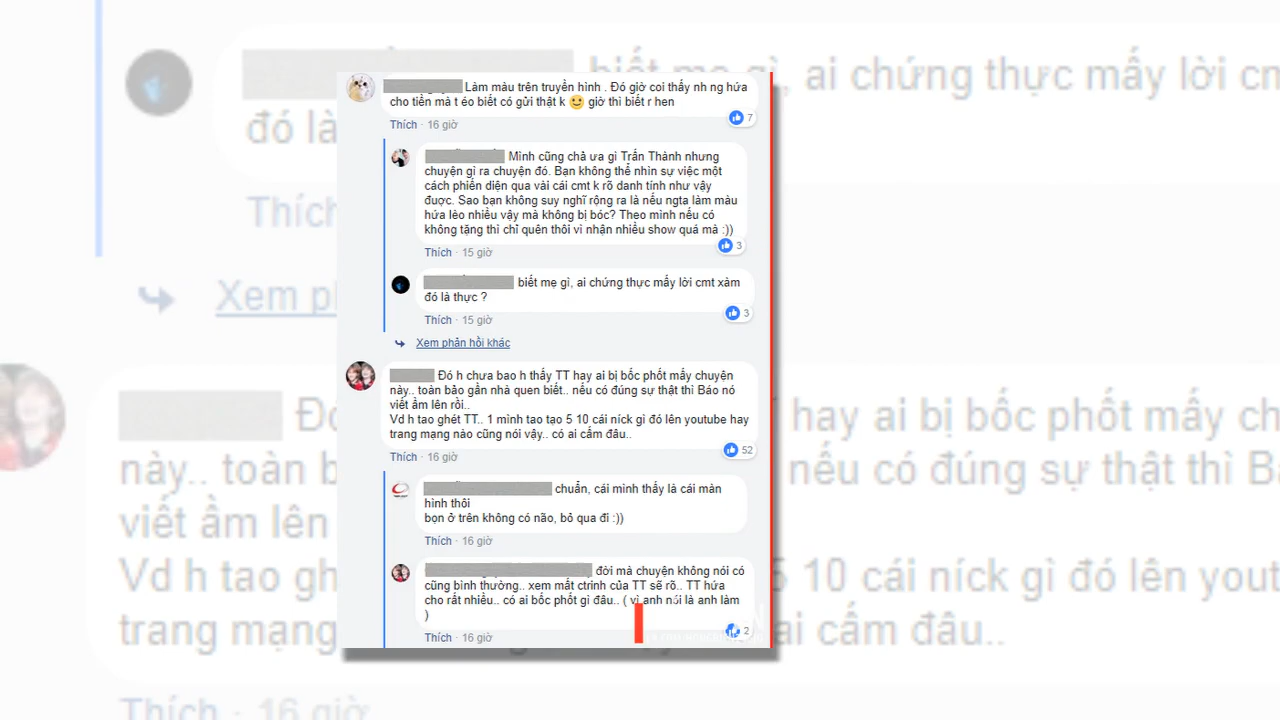 Làm màu trên truyền hình . Đó giờ coi thấy nh ng hứa
cho tiền mà t éo biết có gửi thật k giờ thì biết r hen
Thích · 16 giờ
7
Mình cũng chả ưa gì Trấn Thành nhưng
chuyện gì ra chuyện đó. Bạn không thể nhìn sự việc một
cách phiến diện qua vài cái cmt k rõ danh tính như vậy
được. Sao bạn không suy nghĩ rộng ra là nếu ngta làm màu
hứa lèo nhiều vậy mà không bị bóc? Theo mình nếu có
không tặng thì chỉ quên thôi vì nhận nhiều show quá mà :))
3
Thích · 15 giờ
biết mẹ gì, ai chứng thực mấy lời cmt xàm
đó là thực ?
3
Thích · 15 giờ
Xem phản hồi khác
Đó h chưa bao h thấy TT hay ai bị bốc phốt mấy chuyện
này.. toàn bảo gần nhà quen biết.. nếu có đúng sự thật thì Báo nó
viết ầm lên rồi..
Vd h tao ghét TT.. 1 mình tao tạo 5 10 cái níck gì đó lên youtube hay
trang mạng nào cũng nói vậy.. có ai cấm đâu..
52
Thích · 16 giờ
chuẩn, cái mình thấy là cái màn
hình thôi
bọn ở trên không có não, bỏ qua đi :))
Thích · 16 giờ
đời mà chuyện không nói có
cũng bình thường.. xem mất ctrinh của TT sẽ rõ.. TT hứa
cho rất nhiều.. có ai bốc phốt gì đâu.. ( vì anh nói là anh làm
)
2
Thích · 16 giờ
biết mẹ gì, ai chứng thực mấy lời cm
đó là
Thích
Xem
hay ai bị bốc phốt mấy
này.. toàn
nếu có đúng sự thật thì
viết ầm lên
Vd h tao
10 cái níck gì đó lên
trang mạng
ai cấm đâu..
Thích · 16 giờ